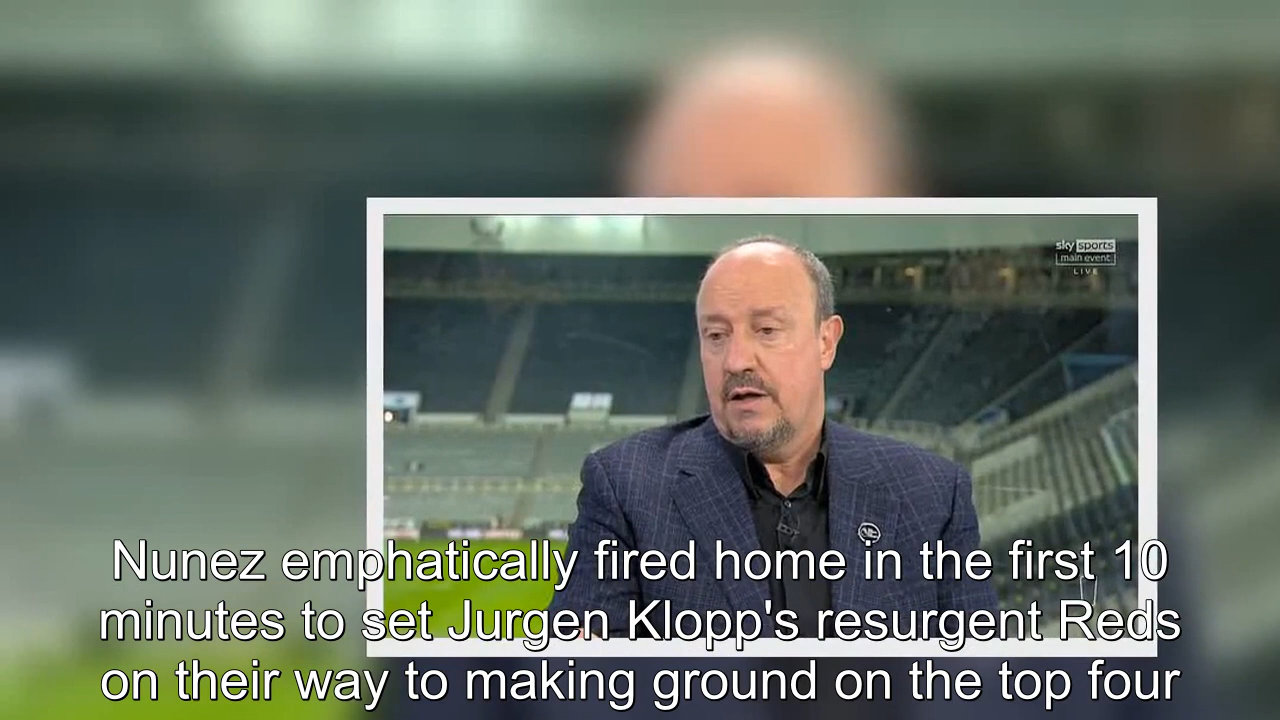 sky sports
main event
LIVE
Nunez emphatically fired home in the first 10
minutes to set Jurgen Klopp's resurgent Reds
on their way to making ground on the top four